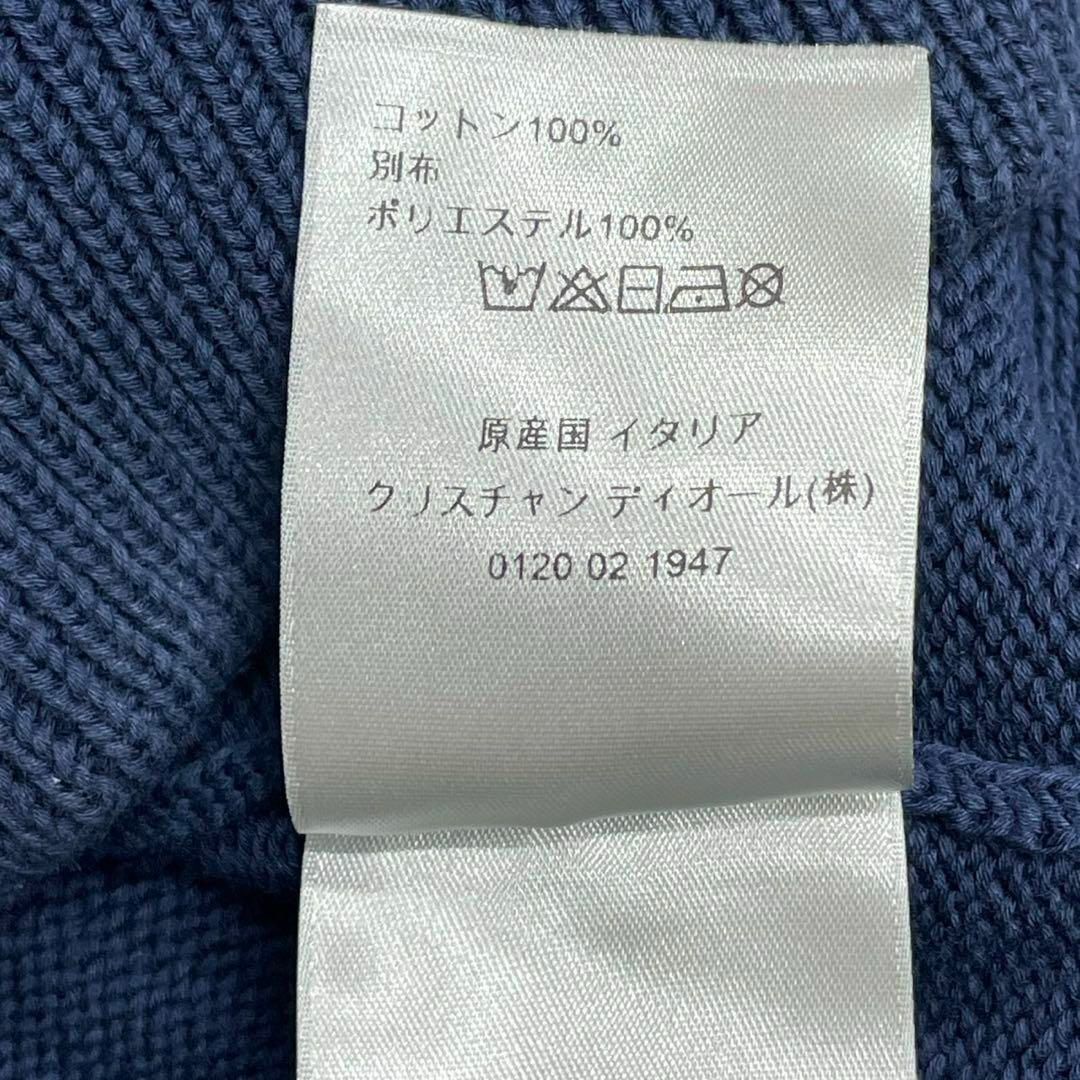 コットン100%
別布
ポリエステル100%
原産国 イタリア
クリスチャン ディオール(株)
0120 02 1947